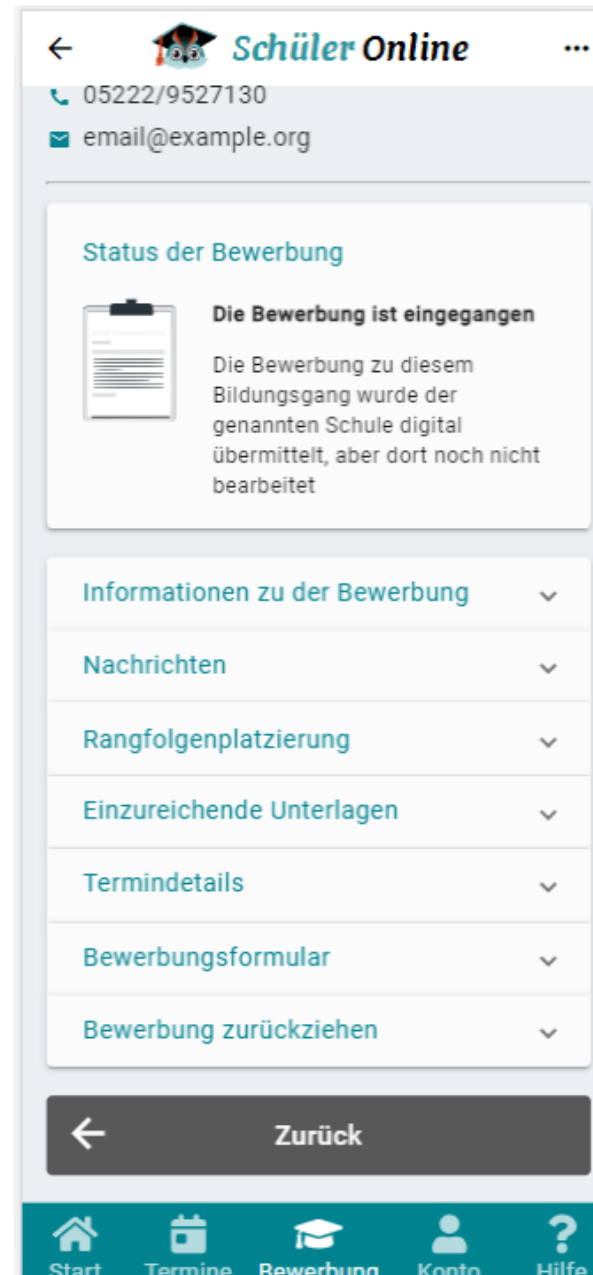 Schüler Online
05222/9527130
email@example.org
Status der Bewerbung
Die Bewerbung ist eingegangen
Die Bewerbung zu diesem
Bildungsgang wurde der
genannten Schule digital
übermittelt, aber dort noch nicht
bearbeitet
Informationen zu der Bewerbung
Nachrichten
Rangfolgenplatzierung
Einzureichende Unterlagen
Termindetails
Bewerbungsformular
Bewerbung zurückziehen
Zurück
Start Termine Bewerbung Konto Hilfe